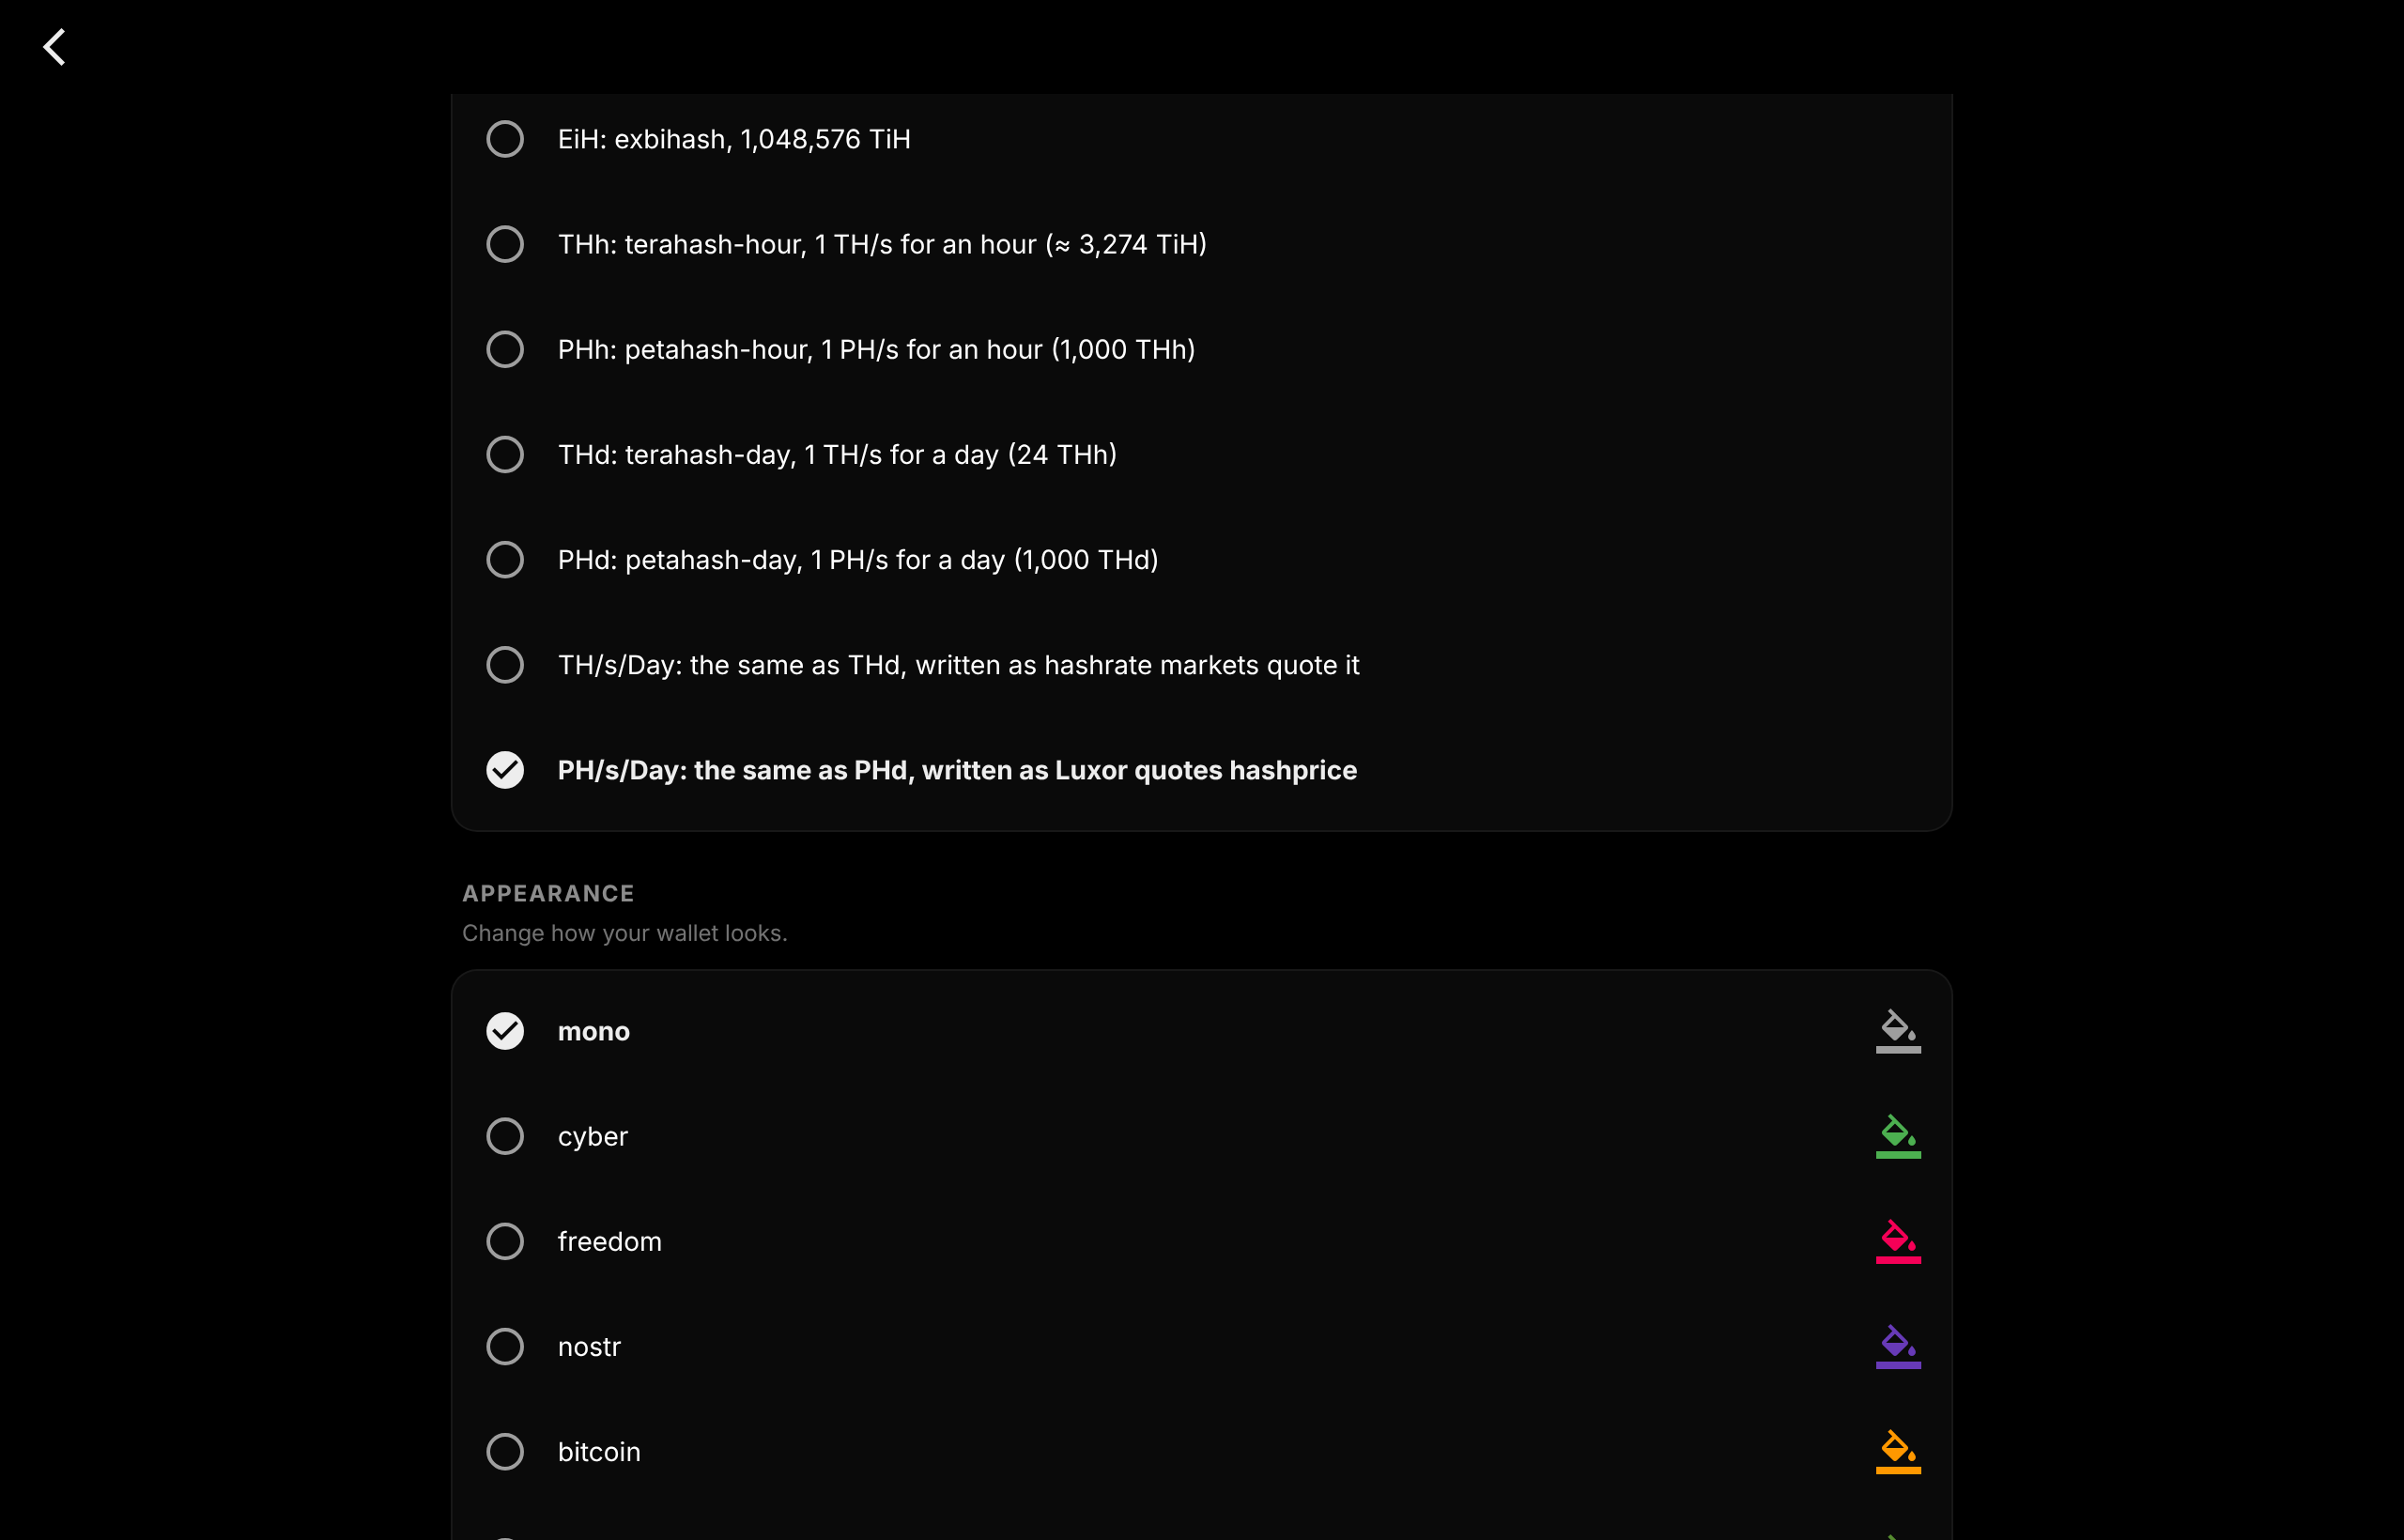 EiH: exbihash, 1,048,576 TiH
THh: terahash-hour, 1 TH/s for an hour (≈ 3,274 TiH)
PHh: petahash-hour, 1 PH/s for an hour (1,000 THh)
THd: terahash-day, 1 TH/s for a day (24 THh)
PHd: petahash-day, 1 PH/s for a day (1,000 THd)
TH/s/Day: the same as THd, written as hashrate markets quote it
PH/s/Day: the same as PHd, written as Luxor quotes hashprice
APPEARANCE
Change how your wallet looks.
mono
cyber
freedom
nostr
bitcoin